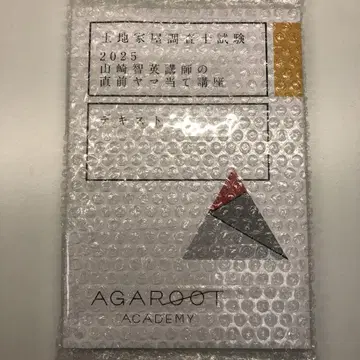 土地家屋調査士試験
2025
山﨑智英講師の
直前ヤマ当て講座
テキスト
AGAROOT
ACADEMY